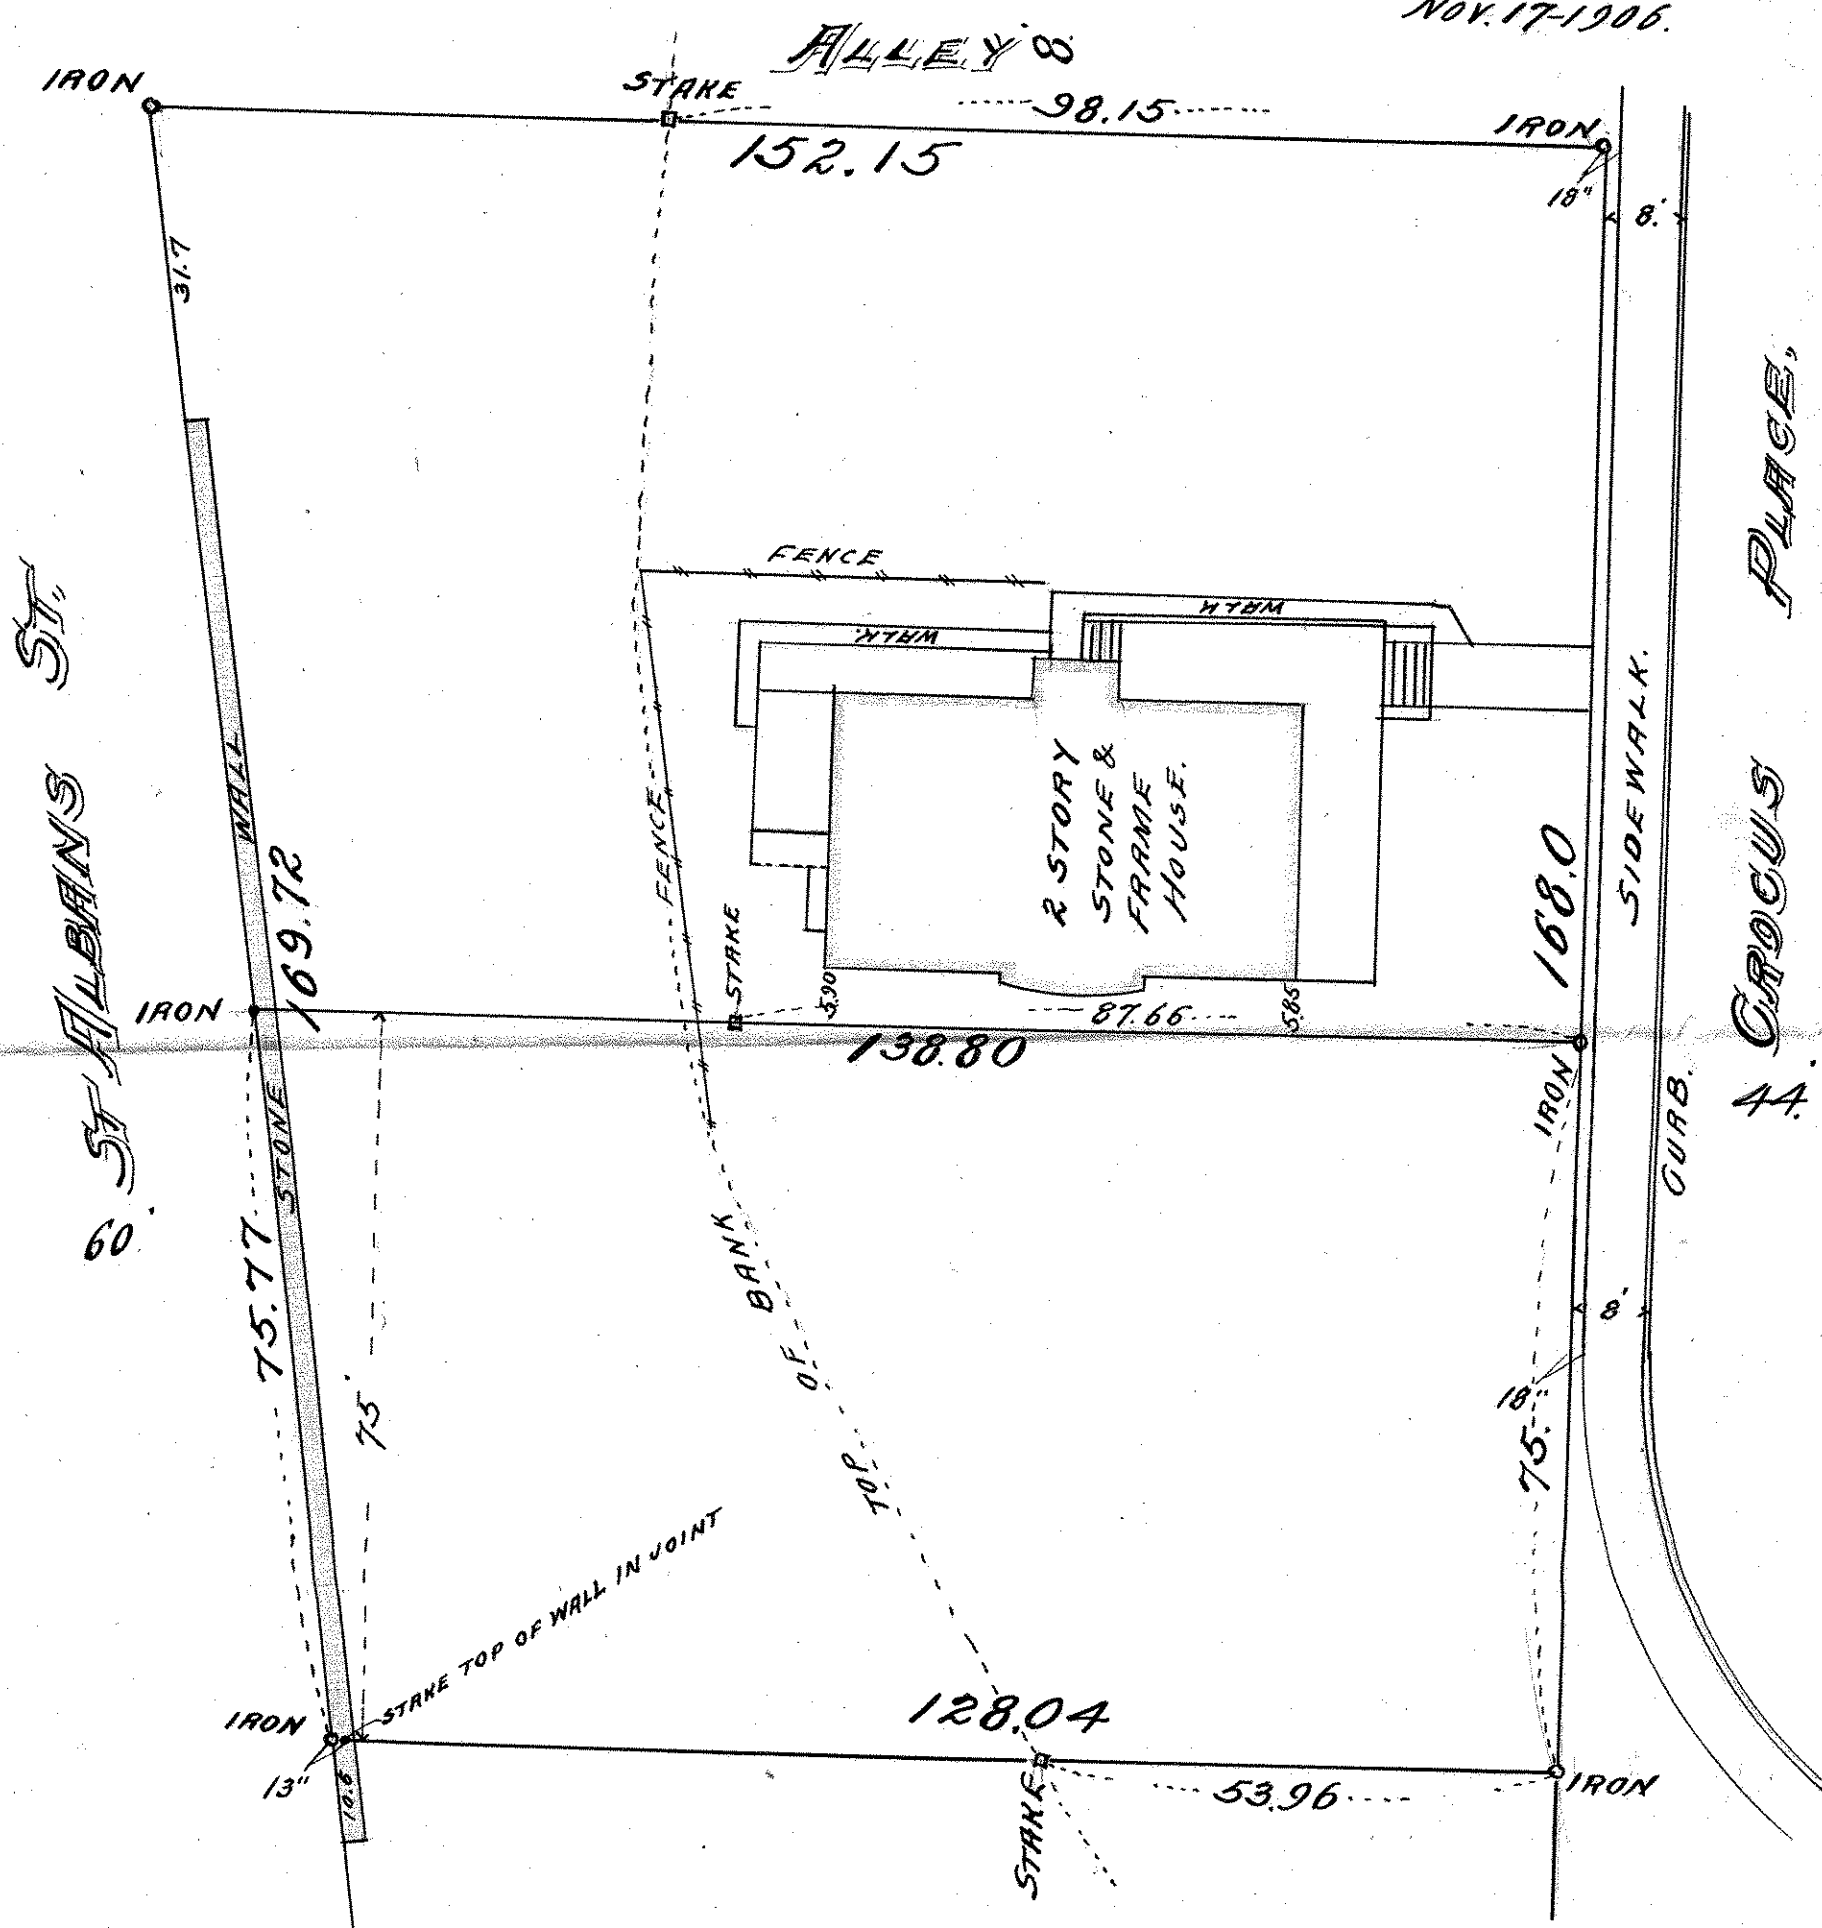 Nov. 17-1906.
ALLEY 8.'
IRON
STAKE
98.15
IRON
152.15
18"
8.'
31.7
PLACE,
FENCE
WALK
WALK.
ST.
SIDEWALK.
WALL
2 STORY
STONE &
FRAME
HOUSE.
FENCE
168.0
169.72
STAKE
CROCUS
ST ALBANS
5.90
87.66
5.85
IRON
138.80
IRON
44.'
CURB.
STONE
60.'
75.77
BANK
OF
TOP
8'
18"
75'
75.'
STAKE TOP OF WALL IN JOINT
IRON
128.04
13"
10.6
STAKE
53.96
IRON